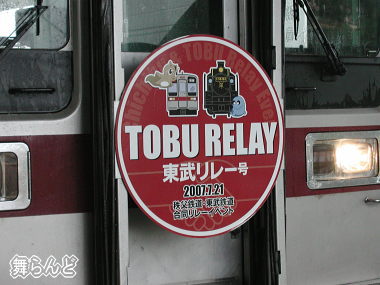 TOBU RELAY
東武リレー号
2007.7.21
秩父鉄道・東武鉄道
合同リレーイベント
舞らんど